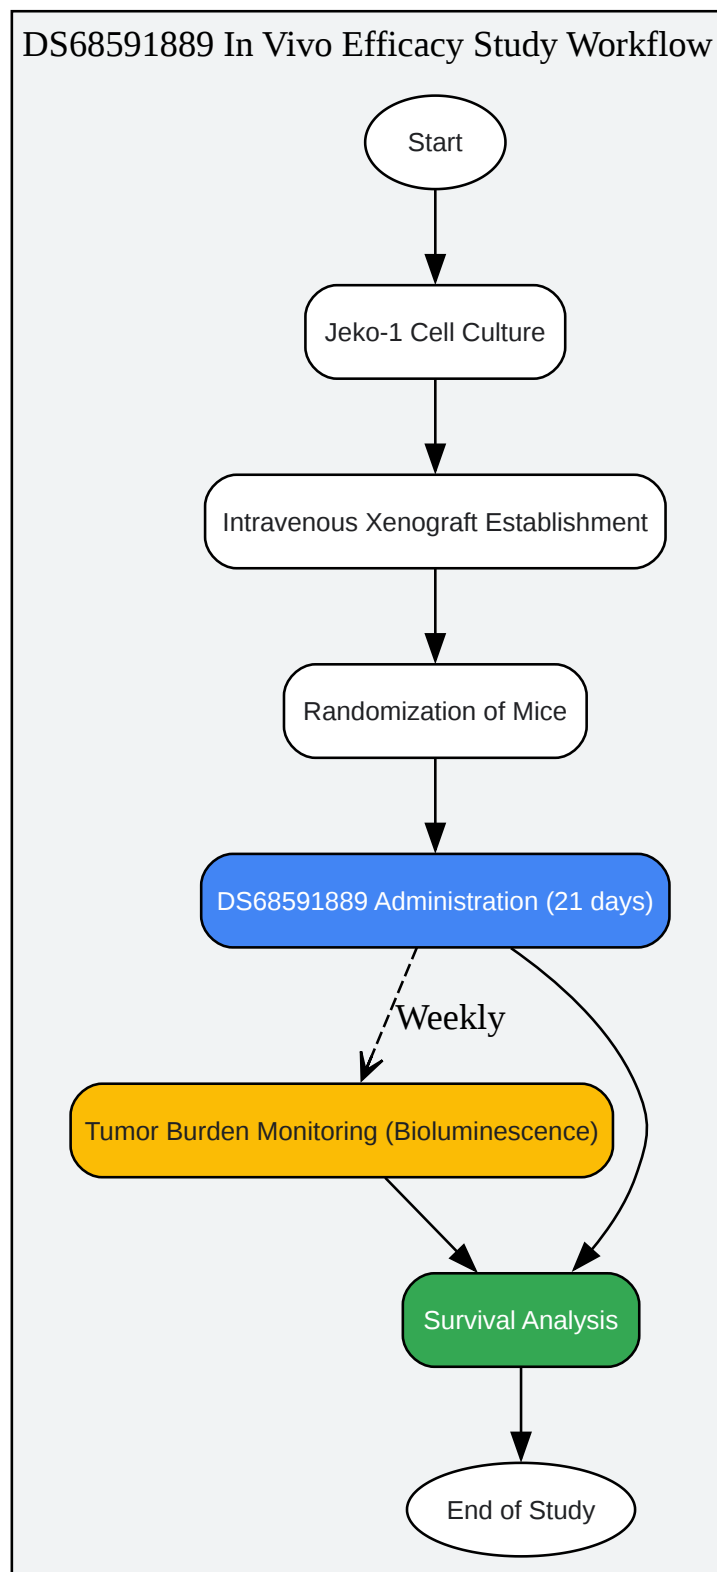 DS68591889 In Vivo Efficacy Study Workflow
Start
Jeko-1 Cell Culture
Intravenous Xenograft Establishment
Randomization of Mice
DS68591889 Administration (21 days)
Weekly
Tumor Burden Monitoring (Bioluminescence)
Survival Analysis
End of Study